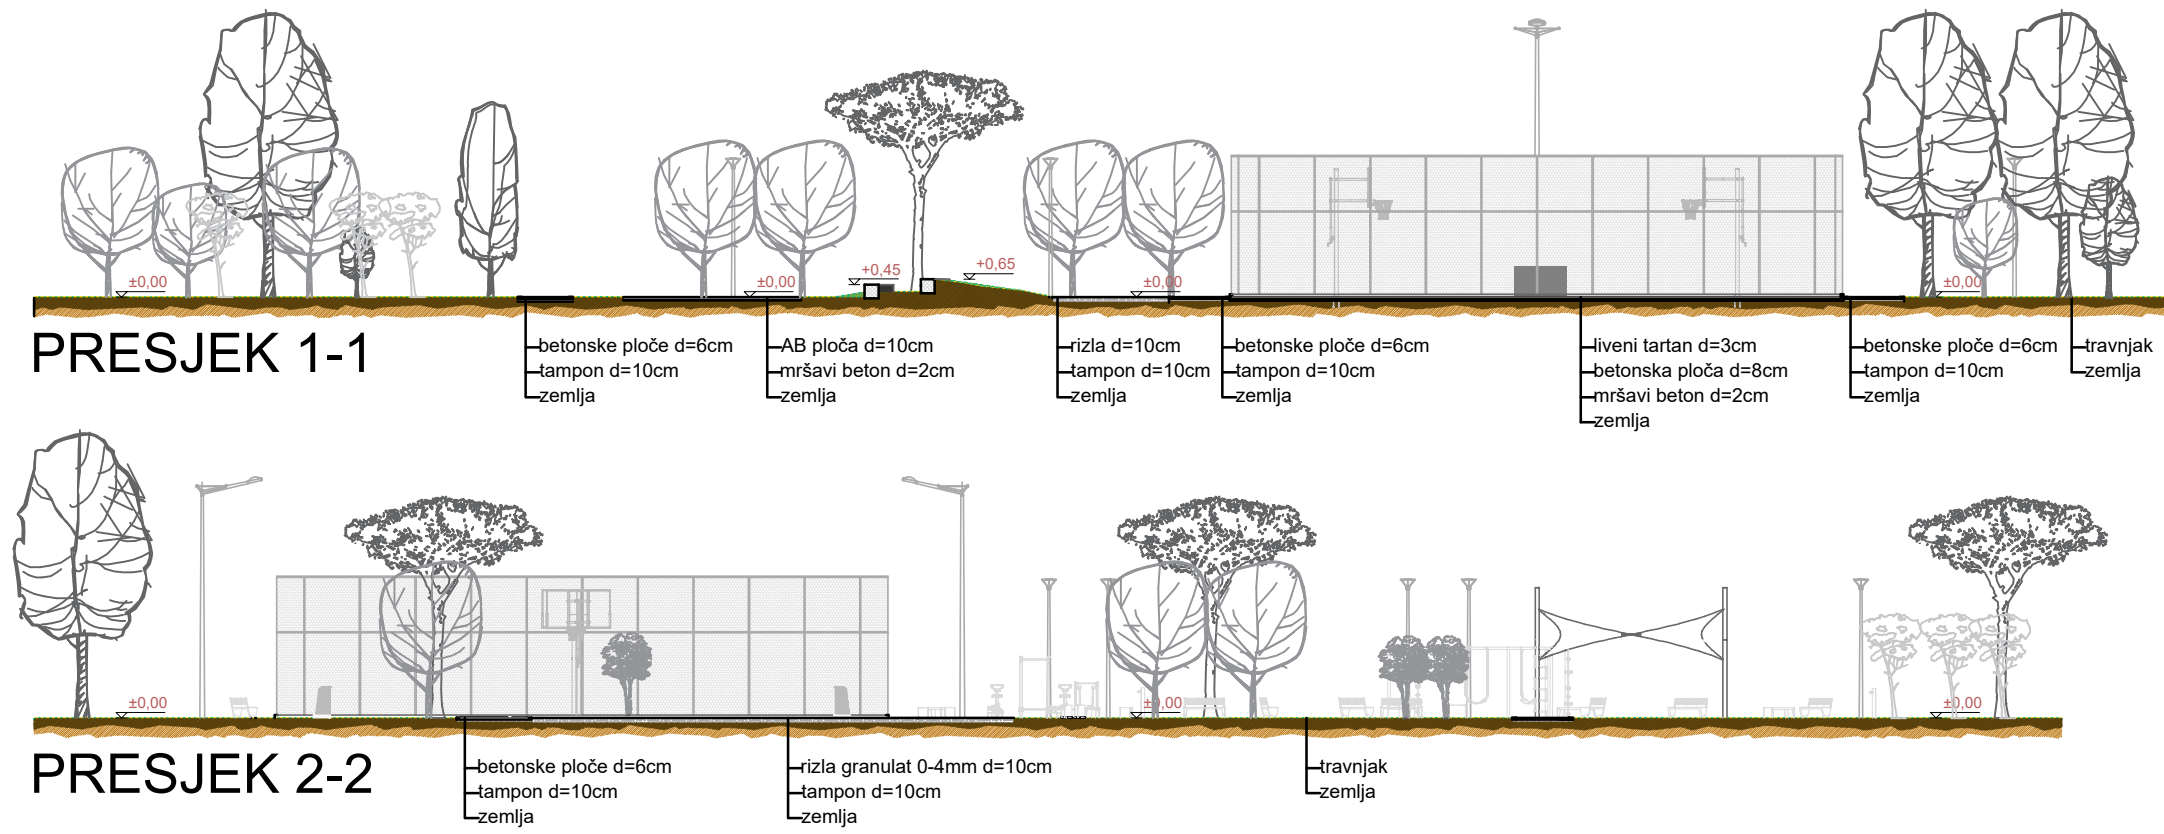 ±0,00
±0,00
+0,45
+0,65
±0,00
±0,00
PRESJEK 1-1
betonske ploče d=6cm
tampon d=10cm
zemlja
AB ploča d=10cm
mršavi beton d=2cm
zemlja
rizla d=10cm
tampon d=10cm
zemlja
betonske ploče d=6cm
tampon d=10cm
zemlja
liveni tartan d=3cm
betonska ploča d=8cm
mršavi beton d=2cm
zemlja
betonske ploče d=6cm
tampon d=10cm
zemlja
travnjak
zemlja
±0,00
±0,00
±0,00
PRESJEK 2-2
betonske ploče d=6cm
tampon d=10cm
zemlja
rizla granulat 0-4mm d=10cm
tampon d=10cm
zemlja
travnjak
zemlja